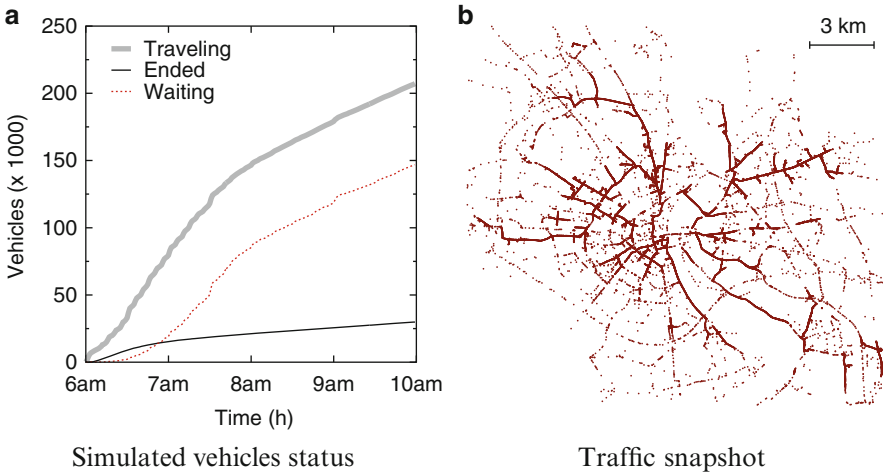 a
250
200
150
100
50
0
Vehicles (x 1000)
Traveling
Ended
Waiting
6am 7am 8am 9am 10am
Time (h)
Simulated vehicles status
b
3 km
Traffic snapshot